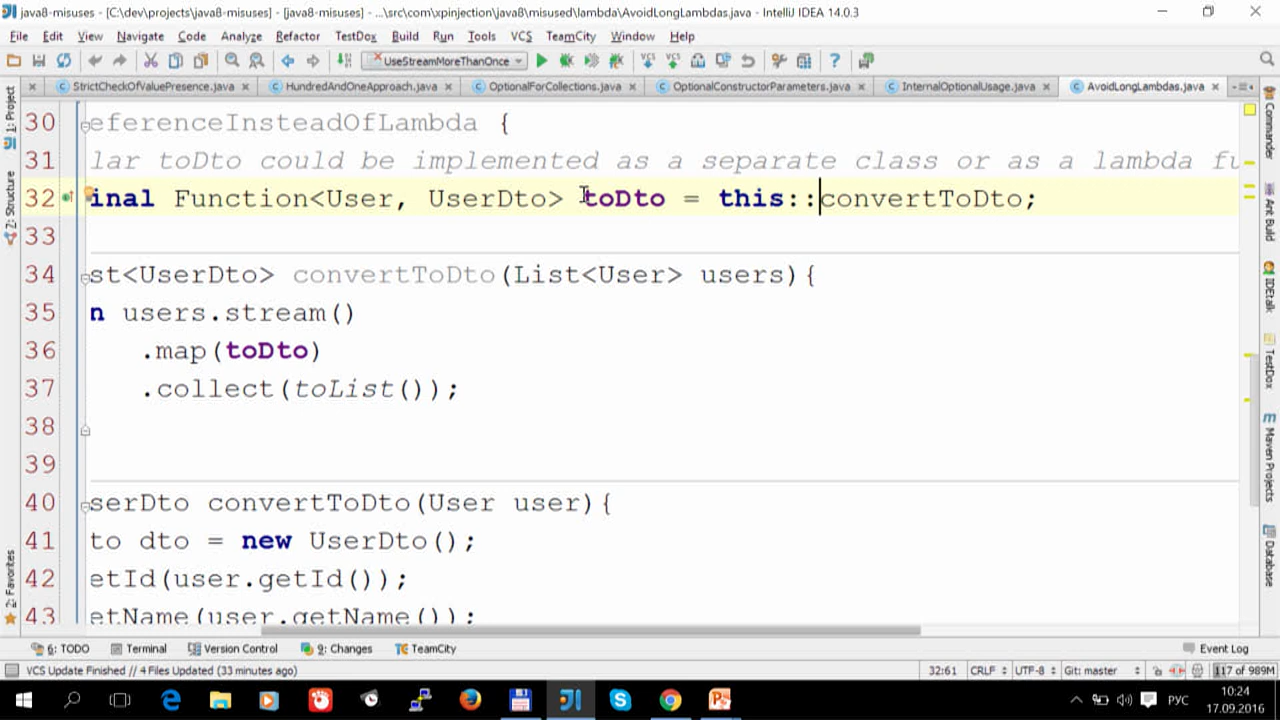 java8-misuses - [C:\dev\projects\java8-misuses] - [java8-misuses] - ...\src\com\xpinjection\java8\misused\lambda\AvoidLongLambdas.java - IntelliJ IDEA 14.0.3
File Edit View Navigate Code Analyze Refactor TestDox Build Run Tools VCS TeamCity Window Help
UseStreamMoreThanOnce
StrictCheckOfValuePresence.java HundredAndOneApproach.java OptionalForCollections.java OptionalConstructorParameters.java InternalOptionalUsage.java AvoidLongLambdas.java
1: Project
Z: Structure
2: Favorites
30 eferenceInsteadOfLambda {
31 lar toDto could be implemented as a separate class or as a lambda fu
32 inal Function<User, UserDto> toDto = this::convertToDto;
33
34 st<UserDto> convertToDto(List<User> users){
35 n users.stream()
36 .map(toDto)
37 .collect(toList());
38
39
40 serDto convertToDto(User user){
41 to dto = new UserDto();
42 etId(user.getId());
43 etName(user.getName());
Commander
Ant Build
IDEtalk
TestDox
Maven Projects
Database
6: TODO Terminal Version Control 9: Changes TeamCity Event Log
VCS Update Finished // 4 Files Updated (33 minutes ago) 32:61 CRLF UTF-8 Git: master 117 of 989M
РУС 10:24
17.09.2016